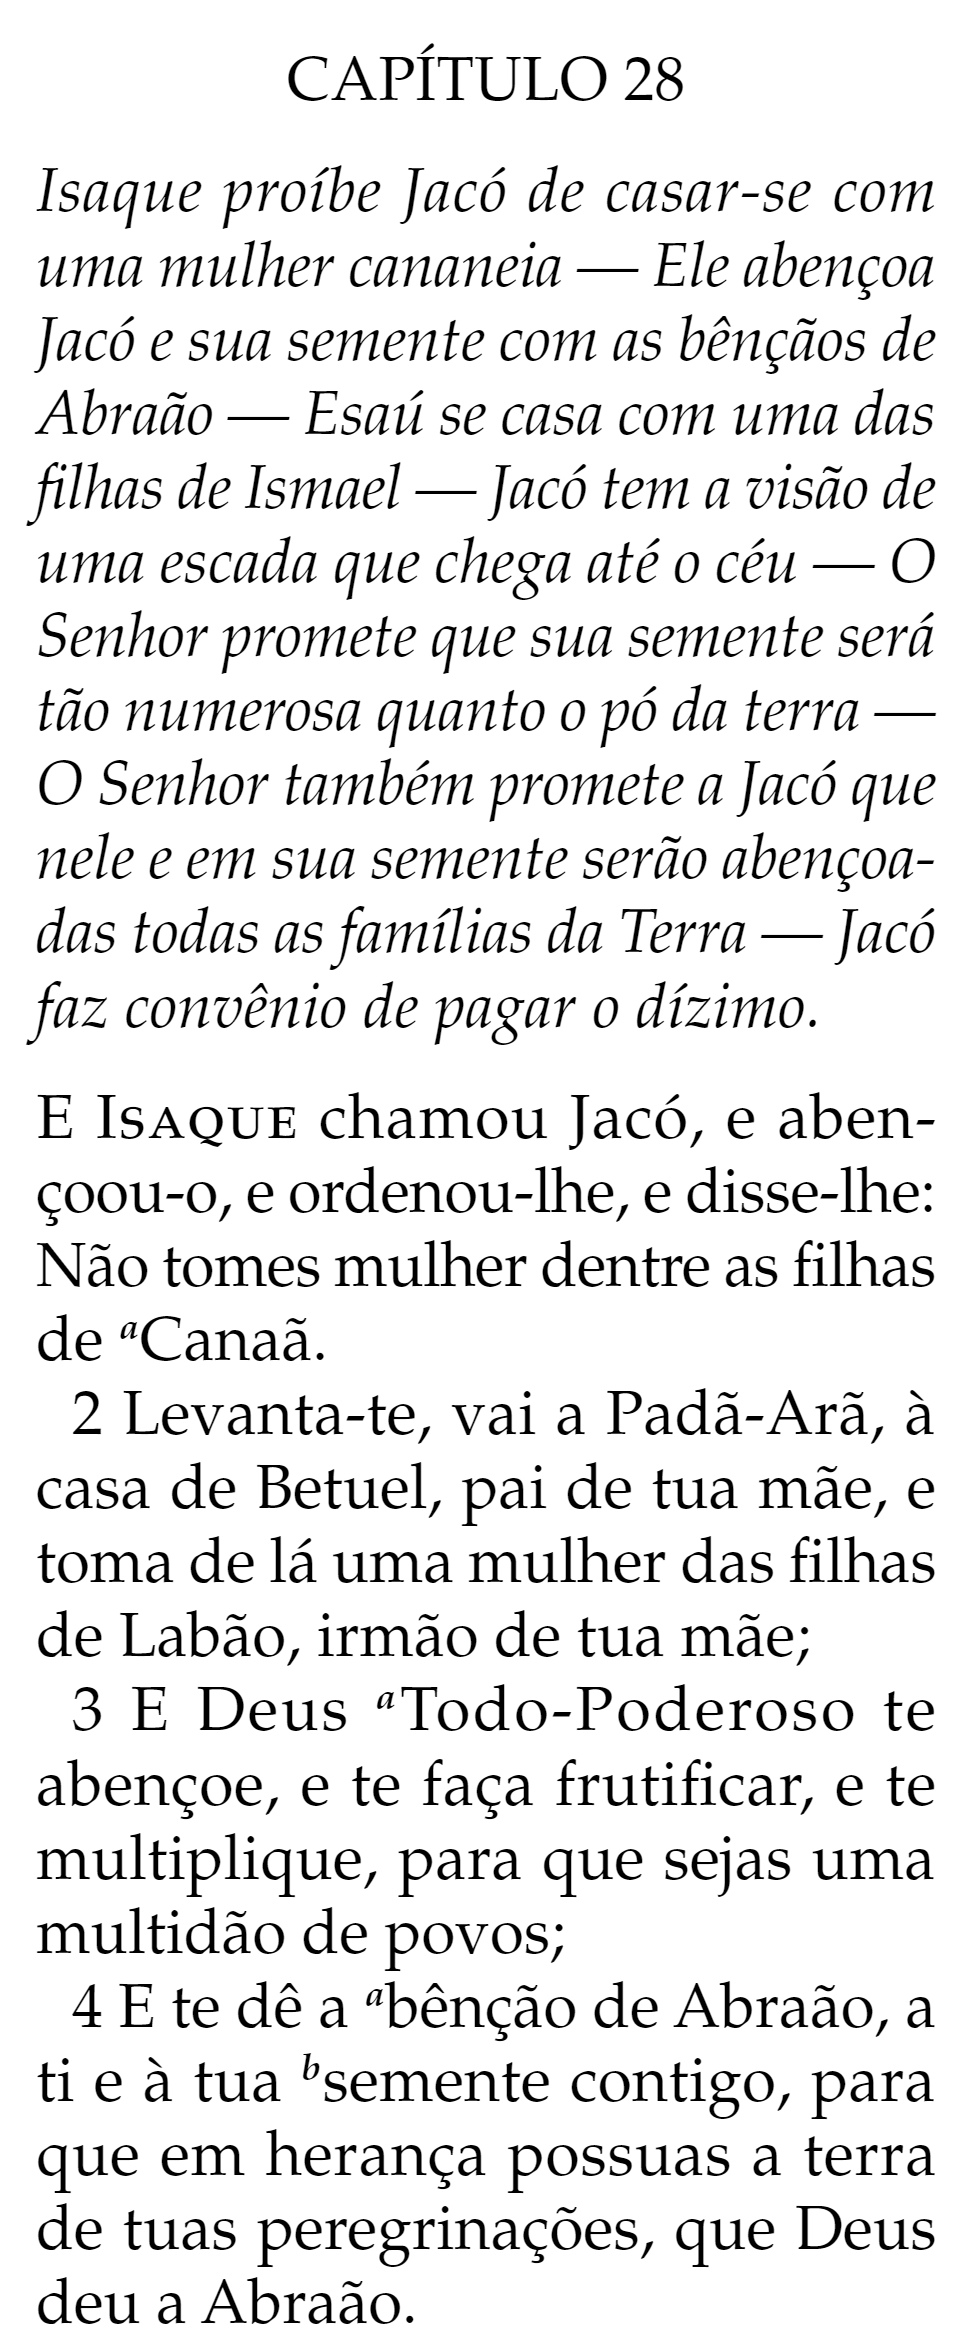 CAPÍTULO 28
Isaque proíbe Jacó de casar-se com
uma mulher cananeia — Ele abençoa
Jacó e sua semente com as bênçãos de
Abraão — Esaú se casa com uma das
filhas de Ismael — Jacó tem a visão de
uma escada que chega até o céu — O
Senhor promete que sua semente será
tão numerosa quanto o pó da terra —
O Senhor também promete a Jacó que
nele e em sua semente serão abençoa-
das todas as famílias da Terra — Jacó
faz convênio de pagar o dízimo.
E ISAQUE chamou Jacó, e aben-
çoou-o, e ordenou-lhe, e disse-lhe:
Não tomes mulher dentre as filhas
de aCanaã.
2 Levanta-te, vai a Padã-Arã, à
casa de Betuel, pai de tua mãe, e
toma de lá uma mulher das filhas
de Labão, irmão de tua mãe;
3 E Deus aTodo-Poderoso te
abençoe, e te faça frutificar, e te
multiplique, para que sejas uma
multidão de povos;
4 E te dê a abênção de Abraão, a
ti e à tua bsemente contigo, para
que em herança possuas a terra
de tuas peregrinações, que Deus
deu a Abraão.